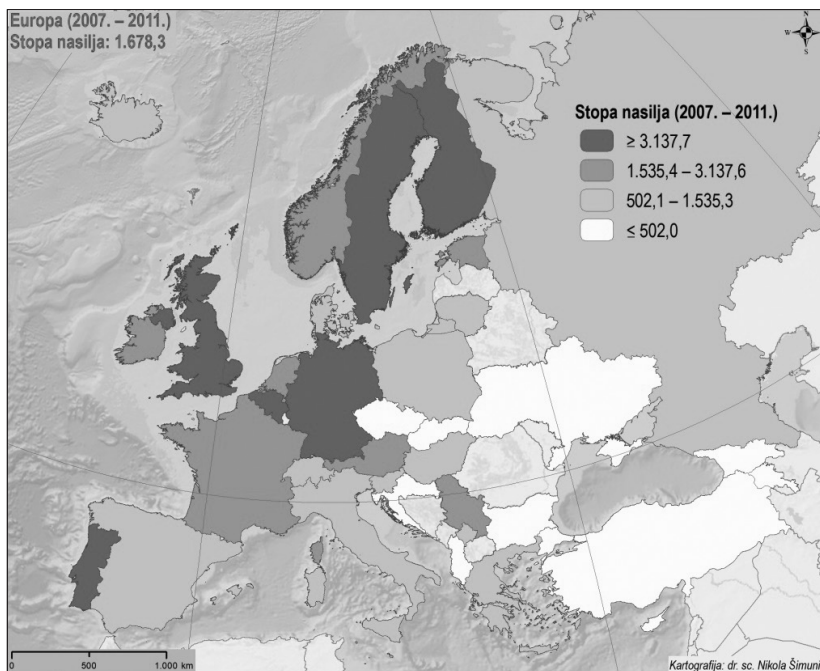 Europa (2007. – 2011.)
Stopa nasilja: 1.678,3
N
W
E
S
Stopa nasilja (2007. – 2011.)
≥ 3.137,7
1.535,4 – 3.137,6
502,1 – 1.535,3
≤ 502,0
0 500 1.000 km
Kartografija: dr. sc. Nikola Šimuni